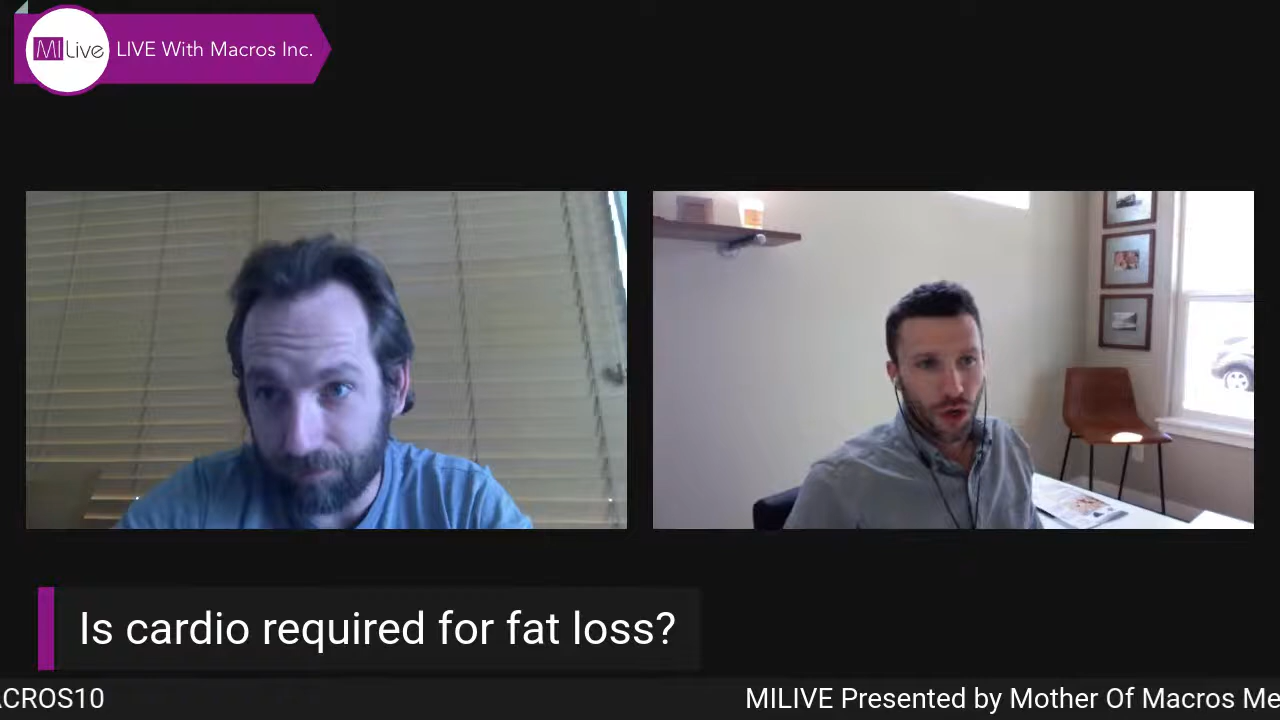 MI Live
LIVE With Macros Inc.
Is cardio required for fat loss?
ACROS10
MILIVE Presented by Mother Of Macros Me